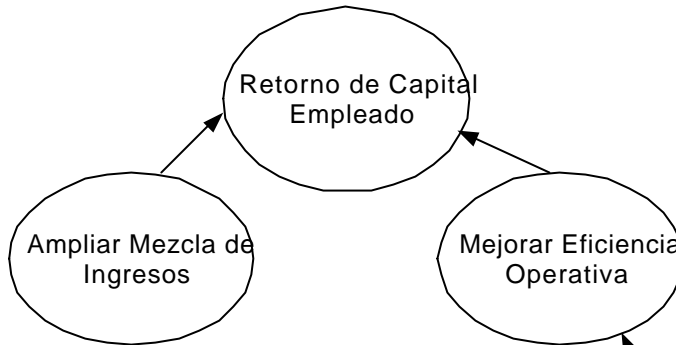 Retorno de Capital
Empleado
Ampliar Mezcla de
Ingresos
Mejorar Eficiencia
Operativa